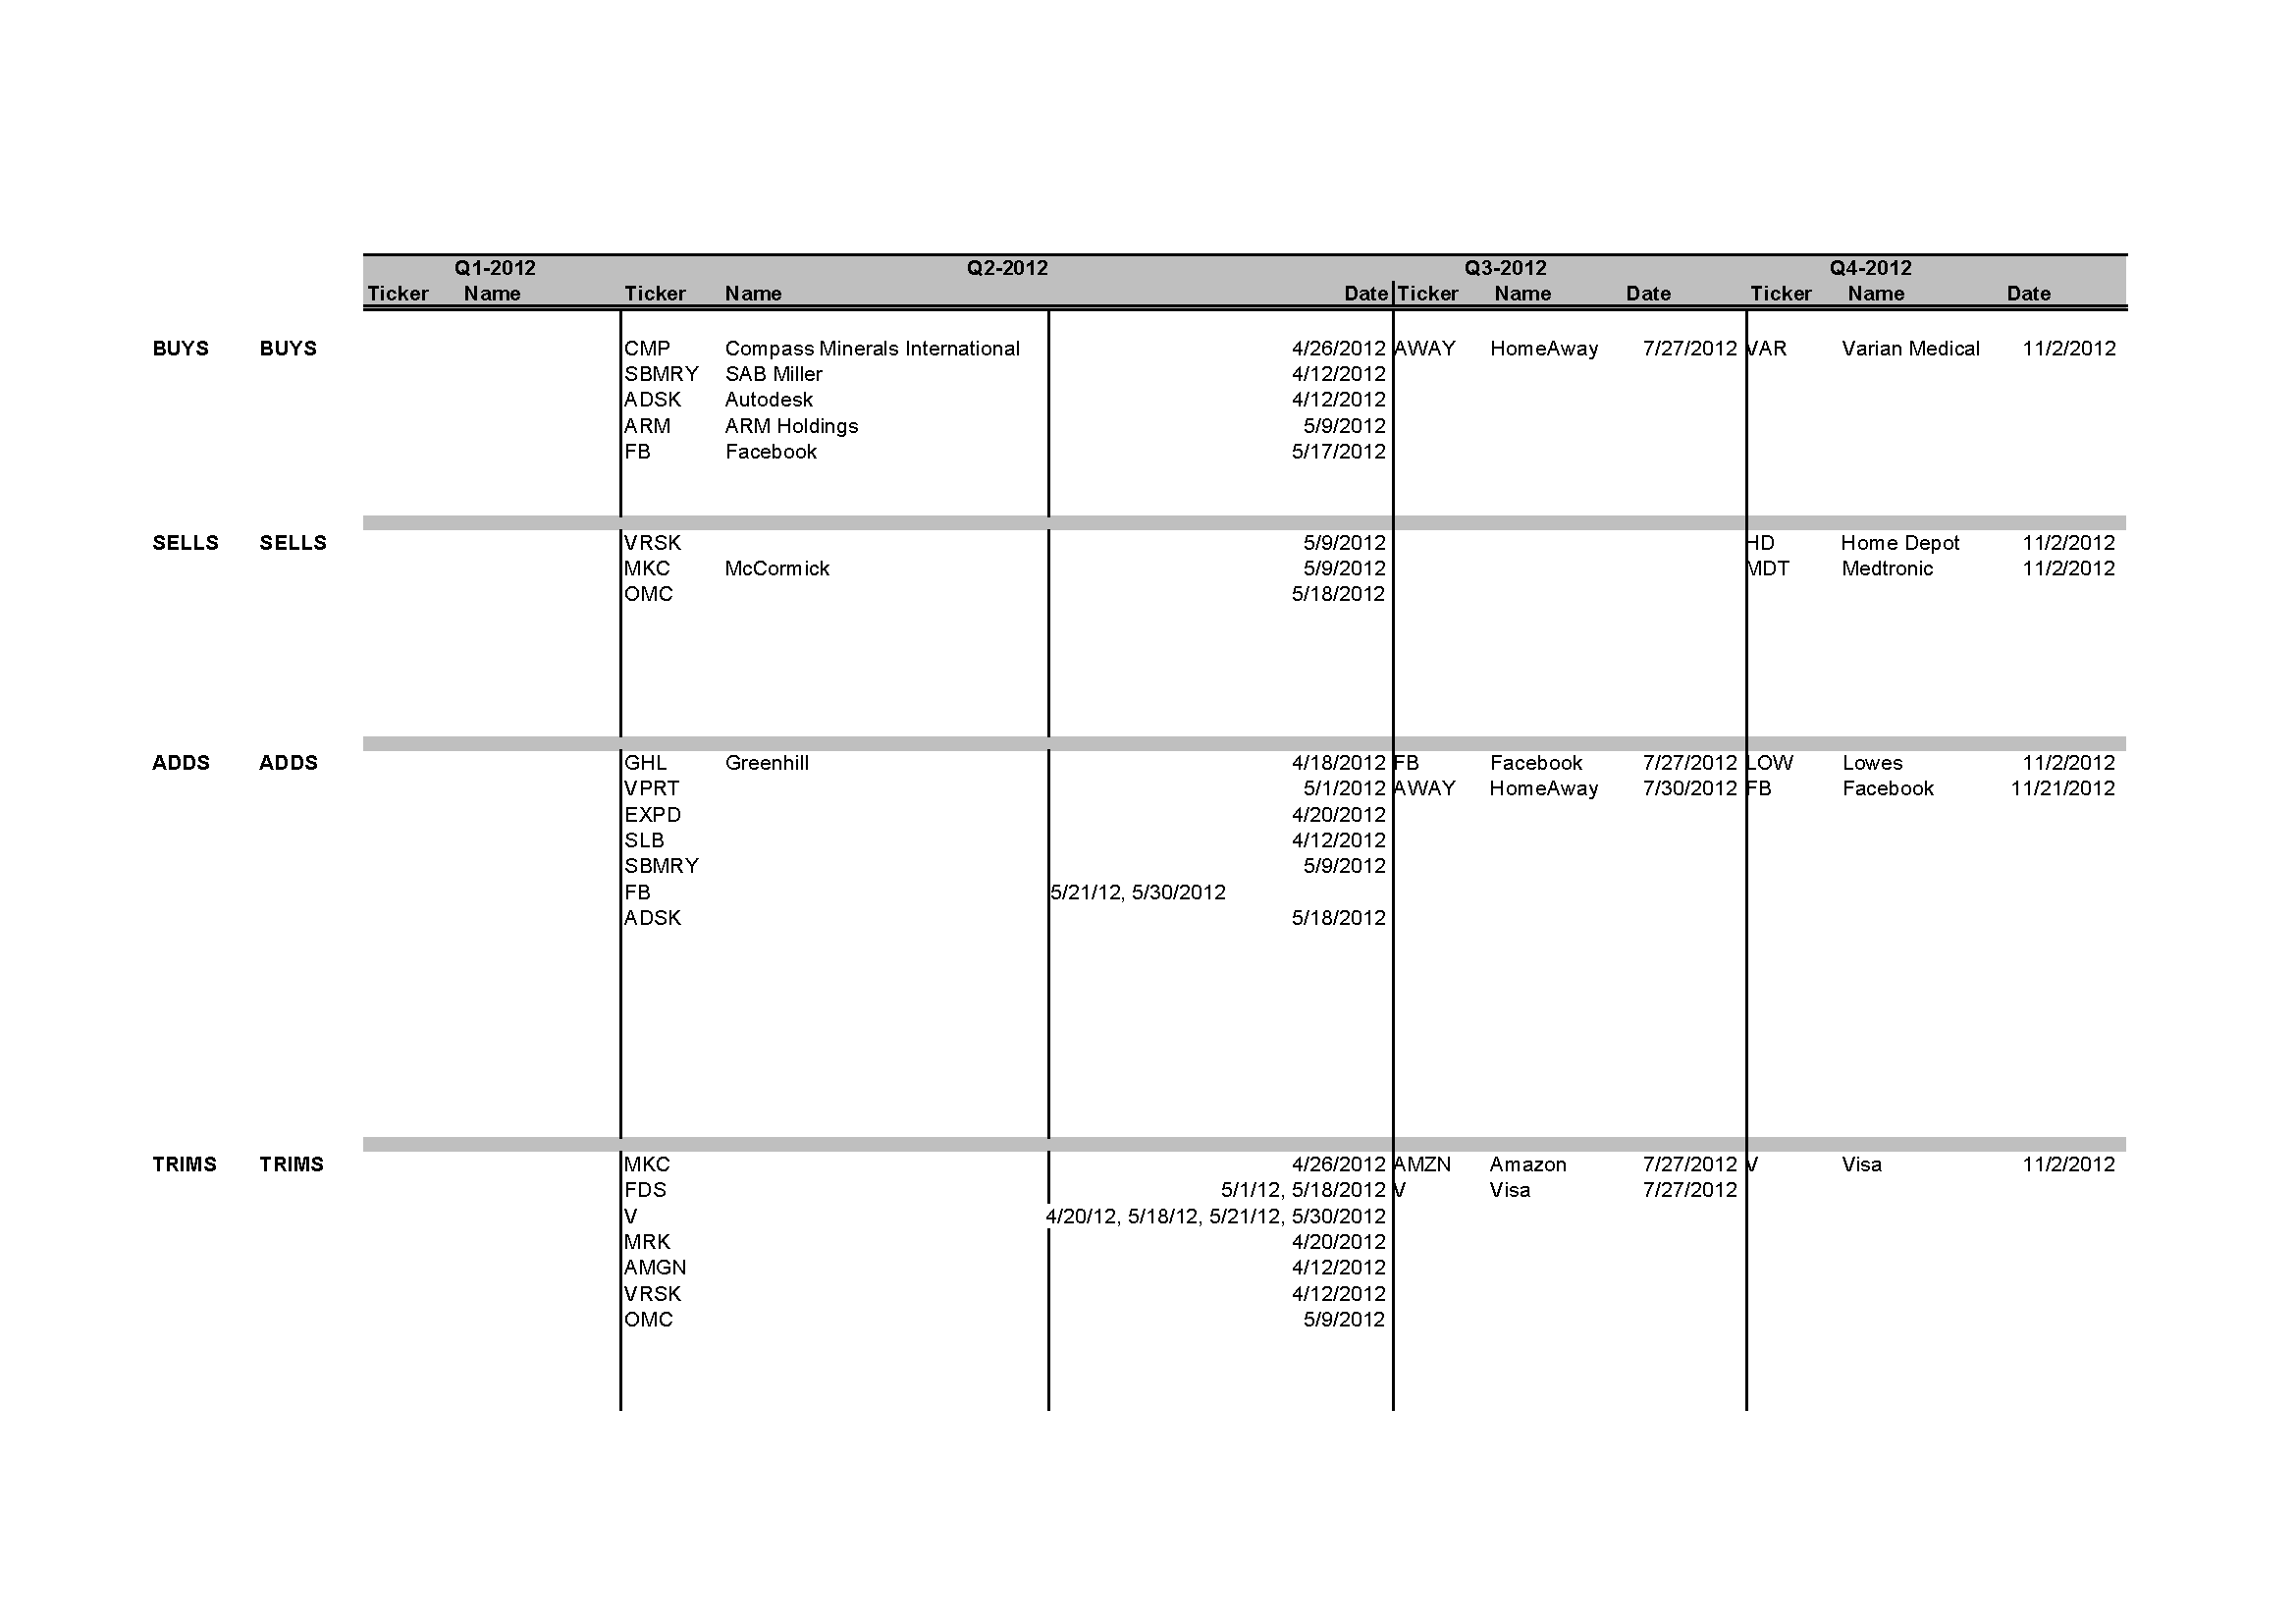 Q1-2012 Q2-2012 Q3-2012 Q4-2012
Ticker Name Ticker Name Date Ticker Name Date Ticker Name Date
BUYS BUYS CMP Compass Minerals International 4/26/2012 AWAY HomeAway 7/27/2012 VAR Varian Medical 11/2/2012
SBMRY SAB Miller 4/12/2012
ADSK Autodesk 4/12/2012
ARM ARM Holdings 5/9/2012
FB Facebook 5/17/2012
SELLS SELLS VRSK 5/9/2012 HD Home Depot 11/2/2012
MKC McCormick 5/9/2012 MDT Medtronic 11/2/2012
OMC 5/18/2012
ADDS ADDS GHL Greenhill 4/18/2012 FB Facebook 7/27/2012 LOW Lowes 11/2/2012
VPRT 5/1/2012 AWAY HomeAway 7/30/2012 FB Facebook 11/21/2012
EXPD 4/20/2012
SLB 4/12/2012
SBMRY 5/9/2012
FB 5/21/12, 5/30/2012
ADSK 5/18/2012
TRIMS TRIMS MKC 4/26/2012 AMZN Amazon 7/27/2012 V Visa 11/2/2012
FDS 5/1/12, 5/18/2012 V Visa 7/27/2012
V 4/20/12, 5/18/12, 5/21/12, 5/30/2012
MRK 4/20/2012
AMGN 4/12/2012
VRSK 4/12/2012
OMC 5/9/2012